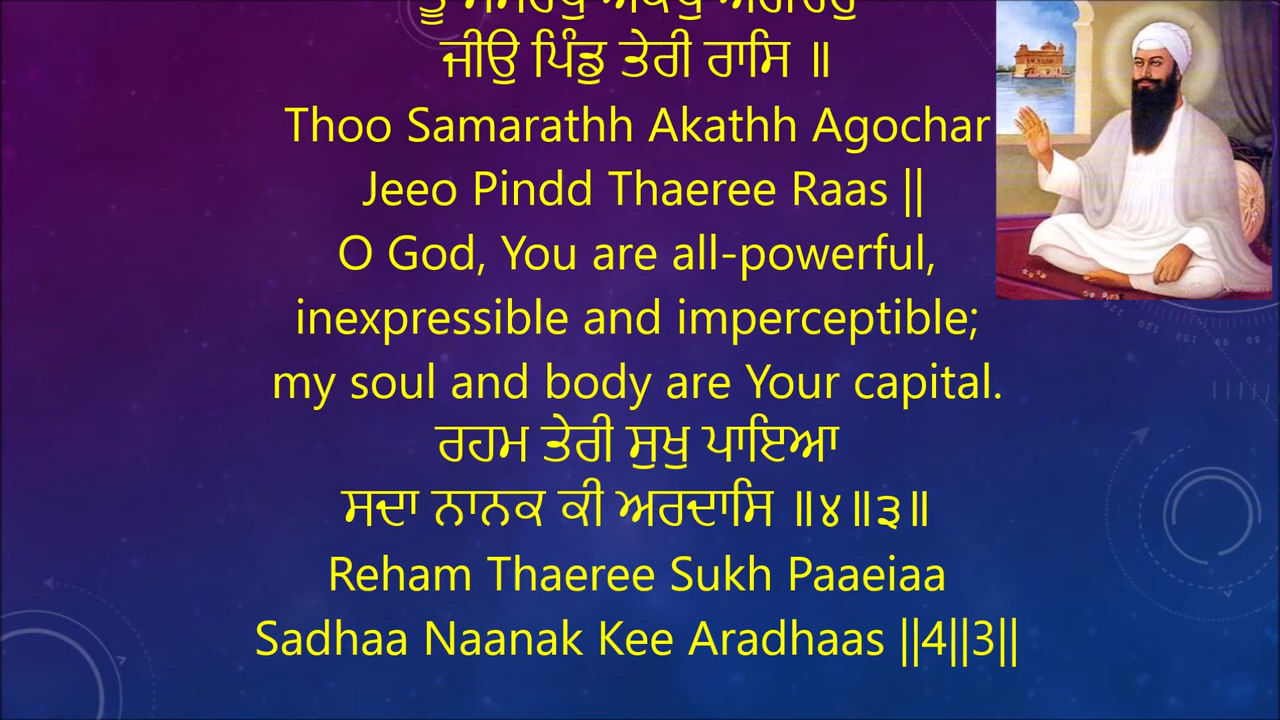 ਜੀਉ ਪਿੰਡੁ ਤੇਰੀ ਰਾਸਿ ॥
Thoo Samarathh Akathh Agochar
Jeeo Pindd Thaeree Raas ||
O God, You are all-powerful,
inexpressible and imperceptible;
my soul and body are Your capital.
ਰਹਮ ਤੇਰੀ ਸੁਖੁ ਪਾਇਆ
ਸਦਾ ਨਾਨਕ ਕੀ ਅਰਦਾਸਿ ॥੪॥੩॥
Reham Thaeree Sukh Paaeiaa
Sadhaa Naanak Kee Aradhaas ||4||3||